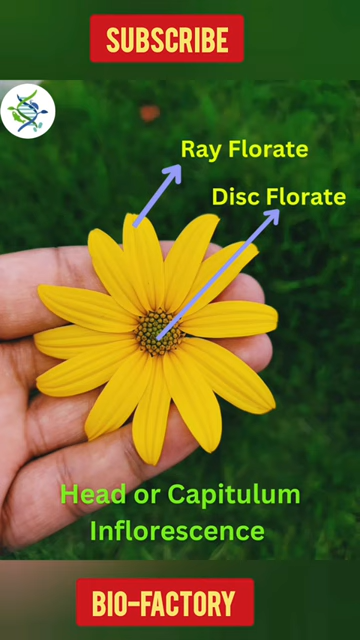 SUBSCRIBE
Ray Florate
Disc Florate
Head or Capitulum
Inflorescence
BIO-FACTORY